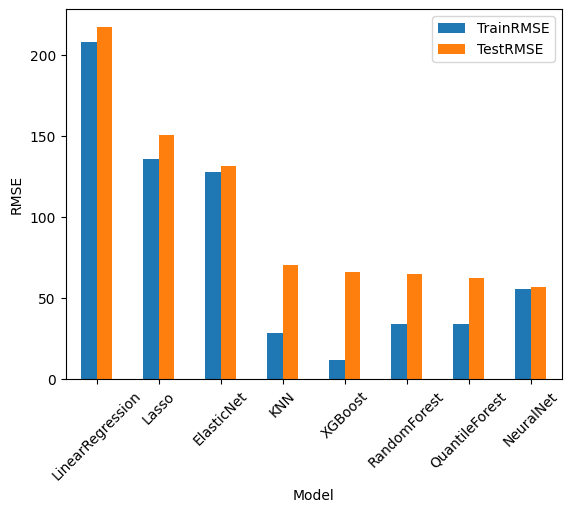 TrainRMSE
TestRMSE
RMSE
200
150
100
50
0
LinearRegression
Lasso
ElasticNet
KNN
XGBoost
RandomForest
QuantileForest
NeuralNet
Model